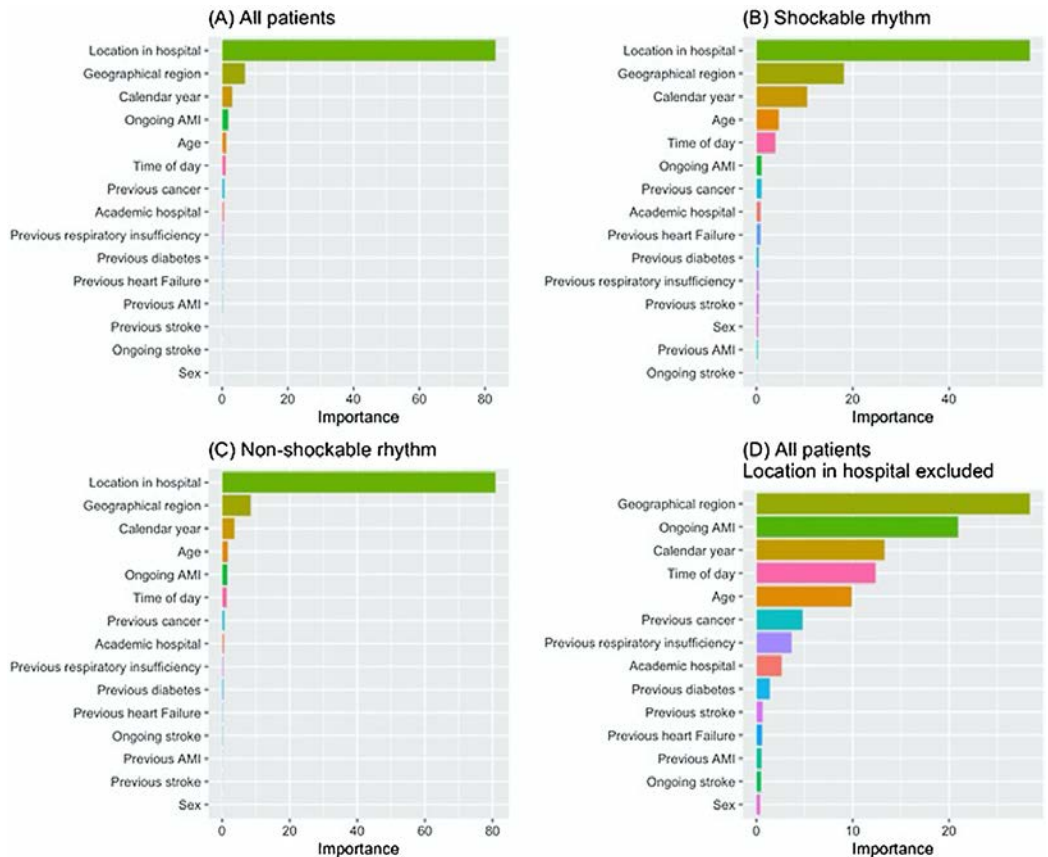 (A) All patients
Location in hospital
Geographical region
Calendar year
Ongoing AMI
Age
Time of day
Previous cancer
Academic hospital
Previous respiratory insufficiency
Previous diabetes
Previous heart Failure
Previous AMI
Previous stroke
Ongoing stroke
Sex
0 20 40 60 80
Importance
(B) Shockable rhythm
Location in hospital
Geographical region
Calendar year
Age
Time of day
Ongoing AMI
Previous cancer
Academic hospital
Previous heart Failure
Previous diabetes
Previous respiratory insufficiency
Previous stroke
Sex
Previous AMI
Ongoing stroke
0 20 40
Importance
(C) Non-shockable rhythm
Location in hospital
Geographical region
Calendar year
Age
Ongoing AMI
Time of day
Previous cancer
Academic hospital
Previous respiratory insufficiency
Previous diabetes
Previous heart Failure
Ongoing stroke
Previous AMI
Previous stroke
Sex
0 20 40 60 80
Importance
(D) All patients
Location in hospital excluded
Geographical region
Ongoing AMI
Calendar year
Time of day
Age
Previous cancer
Previous respiratory insufficiency
Academic hospital
Previous diabetes
Previous stroke
Previous heart Failure
Previous AMI
Ongoing stroke
Sex
0 10 20
Importance